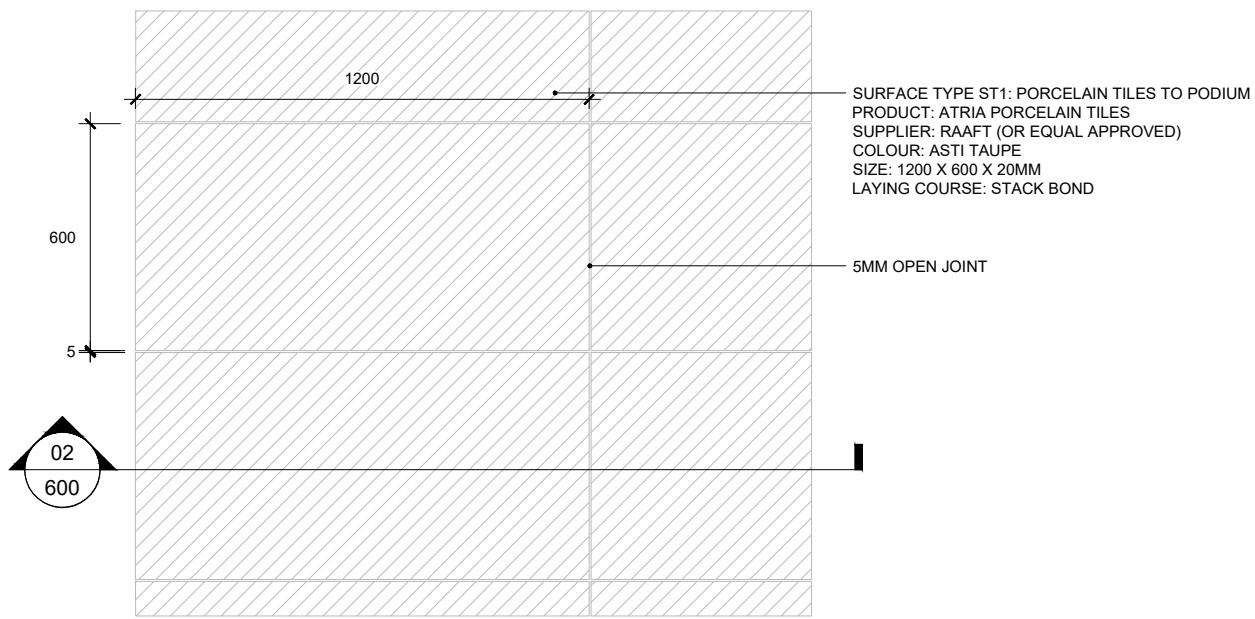 1200
SURFACE TYPE ST1: PORCELAIN TILES TO PODIUM
PRODUCT: ATRIA PORCELAIN TILES
SUPPLIER: RAAFT (OR EQUAL APPROVED)
COLOUR: ASTI TAUPE
SIZE: 1200 X 600 X 20MM
LAYING COURSE: STACK BOND
600
5MM OPEN JOINT
5
02
600